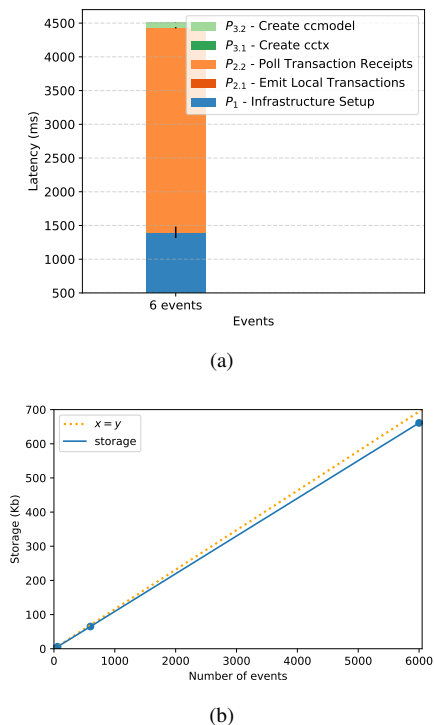 4500
4000
3500
3000
2500
2000
1500
1000
500
Latency (ms)
P3.2 - Create ccmodel
P3.1 - Create cctx
P2.2 - Poll Transaction Receipts
P2.1 - Emit Local Transactions
P1 - Infrastructure Setup
6 events
Events
(a)
700
600
500
400
300
200
100
0
Storage (Kb)
x = y
storage
0 1000 2000 3000 4000 5000 6000
Number of events
(b)